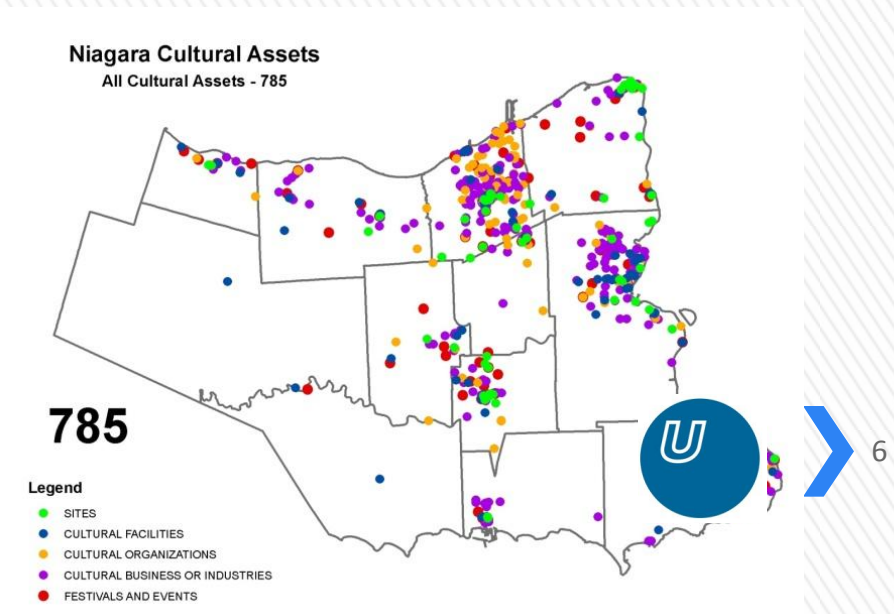 Niagara Cultural Assets
All Cultural Assets - 785
785
Legend
SITES
CULTURAL FACILITIES
CULTURAL ORGANIZATIONS
CULTURAL BUSINESS OR INDUSTRIES
FESTIVALS AND EVENTS
U
6